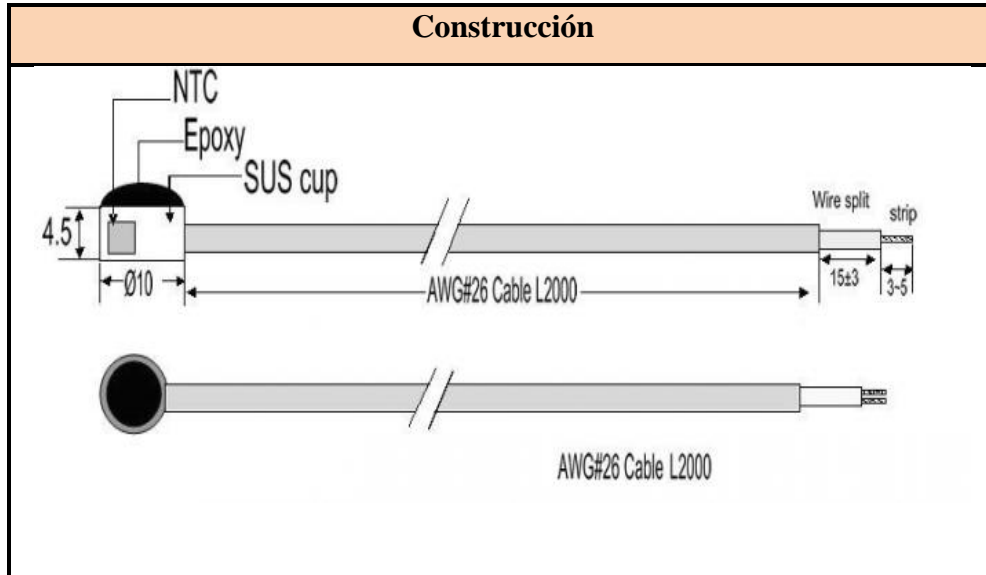 Construcción
NTC
Epoxy
SUS cup
Wire split
strip
4.5
Ø10
AWG#26 Cable L2000
15±3
3~5
AWG#26 Cable L2000